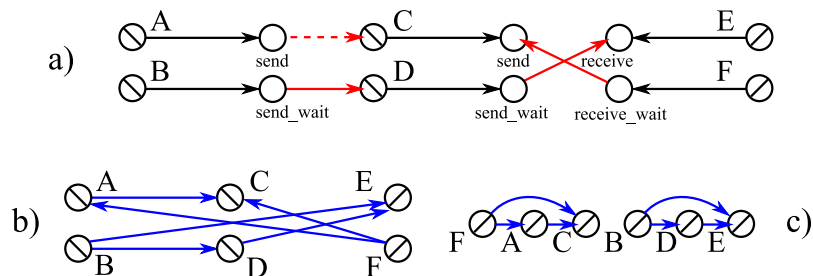 A C E
a)
send send receive
B D F
send_wait send_wait receive_wait
A C E
b) c)
F A C B D E
B D F